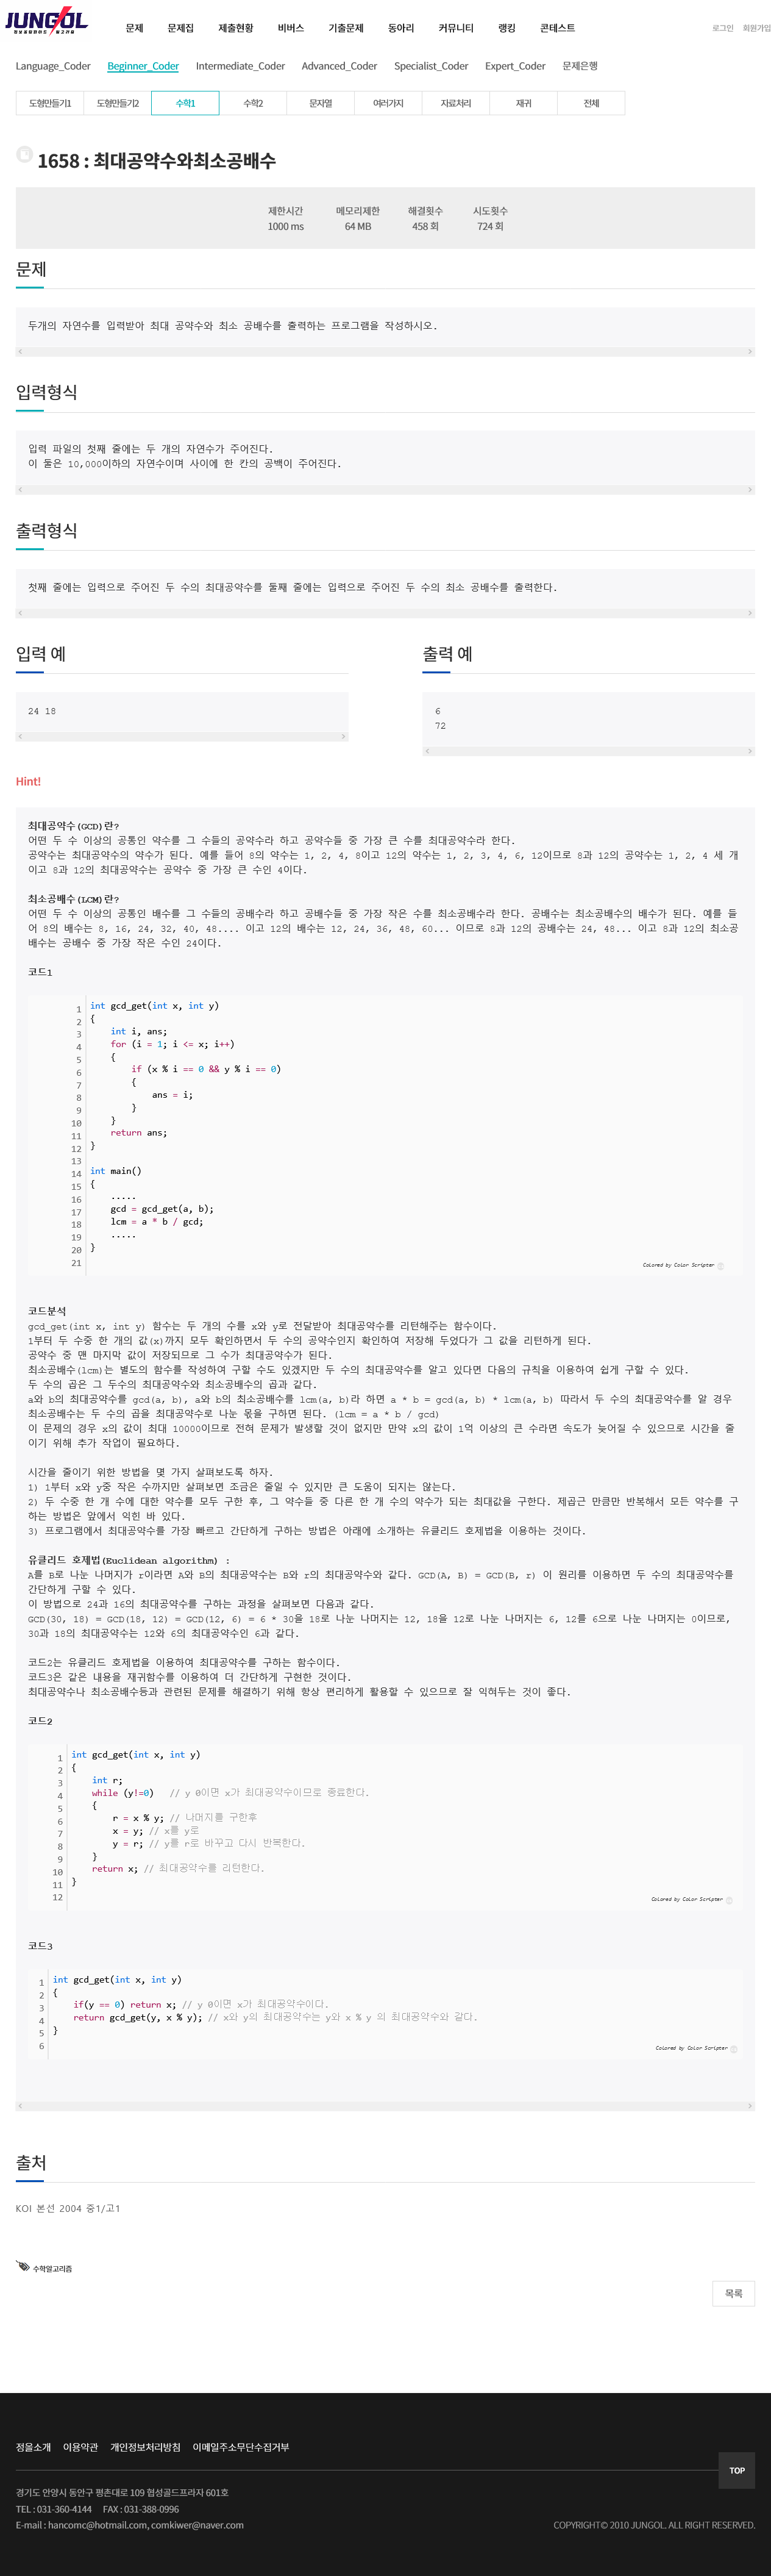 JUNGOL
정보올림피아드 & 알고리즘
문제 문제집 제출현황 비버스 기출문제 동아리 커뮤니티 랭킹 콘테스트
로그인 회원가입
Language_Coder Beginner_Coder Intermediate_Coder Advanced_Coder Specialist_Coder Expert_Coder 문제은행
도형만들기1 도형만들기2 수학1 수학2 문자열 여러가지 자료처리 재귀 전체
1658 : 최대공약수와최소공배수
제한시간 메모리제한 해결횟수 시도횟수
1000 ms 64 MB 458 회 724 회
문제
두개의 자연수를 입력받아 최대 공약수와 최소 공배수를 출력하는 프로그램을 작성하시오.
입력형식
입력 파일의 첫째 줄에는 두 개의 자연수가 주어진다.
이 둘은 10,000이하의 자연수이며 사이에 한 칸의 공백이 주어진다.
출력형식
첫째 줄에는 입력으로 주어진 두 수의 최대공약수를 둘째 줄에는 입력으로 주어진 두 수의 최소 공배수를 출력한다.
입력 예
24 18
출력 예
6
72
Hint!
최대공약수(GCD)란?
어떤 두 수 이상의 공통인 약수를 그 수들의 공약수라 하고 공약수들 중 가장 큰 수를 최대공약수라 한다.
공약수는 최대공약수의 약수가 된다. 예를 들어 8의 약수는 1, 2, 4, 8이고 12의 약수는 1, 2, 3, 4, 6, 12이므로 8과 12의 공약수는 1, 2, 4 세 개
이고 8과 12의 최대공약수는 공약수 중 가장 큰 수인 4이다.
최소공배수(LCM)란?
어떤 두 수 이상의 공통인 배수를 그 수들의 공배수라 하고 공배수들 중 가장 작은 수를 최소공배수라 한다. 공배수는 최소공배수의 배수가 된다. 예를 들
어 8의 배수는 8, 16, 24, 32, 40, 48.... 이고 12의 배수는 12, 24, 36, 48, 60... 이므로 8과 12의 공배수는 24, 48... 이고 8과 12의 최소공
배수는 공배수 중 가장 작은 수인 24이다.
코드1
1 int gcd_get(int x, int y)
2 {
3 int i, ans;
4 for (i = 1; i <= x; i++)
5 {
6 if (x % i == 0 && y % i == 0)
7 {
8 ans = i;
9 }
10 }
11 return ans;
12 }
13
14 int main()
15 {
16 .....
17 gcd = gcd_get(a, b);
18 lcm = a * b / gcd;
19 .....
20 }
21
Colored by Color Scripter
코드분석
gcd_get(int x, int y) 함수는 두 개의 수를 x와 y로 전달받아 최대공약수를 리턴해주는 함수이다.
1부터 두 수중 한 개의 값(x)까지 모두 확인하면서 두 수의 공약수인지 확인하여 저장해 두었다가 그 값을 리턴하게 된다.
공약수 중 맨 마지막 값이 저장되므로 그 수가 최대공약수가 된다.
최소공배수(lcm)는 별도의 함수를 작성하여 구할 수도 있겠지만 두 수의 최대공약수를 알고 있다면 다음의 규칙을 이용하여 쉽게 구할 수 있다.
두 수의 곱은 그 두수의 최대공약수와 최소공배수의 곱과 같다.
a와 b의 최대공약수를 gcd(a, b), a와 b의 최소공배수를 lcm(a, b)라 하면 a * b = gcd(a, b) * lcm(a, b) 따라서 두 수의 최대공약수를 알 경우
최소공배수는 두 수의 곱을 최대공약수로 나눈 몫을 구하면 된다. (lcm = a * b / gcd)
이 문제의 경우 x의 값이 최대 10000이므로 전혀 문제가 발생할 것이 없지만 만약 x의 값이 1억 이상의 큰 수라면 속도가 늦어질 수 있으므로 시간을 줄
이기 위해 추가 작업이 필요하다.
시간을 줄이기 위한 방법을 몇 가지 살펴보도록 하자.
1) 1부터 x와 y중 작은 수까지만 살펴보면 조금은 줄일 수 있지만 큰 도움이 되지는 않는다.
2) 두 수중 한 개 수에 대한 약수를 모두 구한 후, 그 약수들 중 다른 한 개 수의 약수가 되는 최대값을 구한다. 제곱근 만큼만 반복해서 모든 약수를 구
하는 방법은 앞에서 익힌 바 있다.
3) 프로그램에서 최대공약수를 가장 빠르고 간단하게 구하는 방법은 아래에 소개하는 유클리드 호제법을 이용하는 것이다.
유클리드 호제법(Euclidean algorithm) :
A를 B로 나눈 나머지가 r이라면 A와 B의 최대공약수는 B와 r의 최대공약수와 같다. GCD(A, B) = GCD(B, r) 이 원리를 이용하면 두 수의 최대공약수를
간단하게 구할 수 있다.
이 방법으로 24과 16의 최대공약수를 구하는 과정을 살펴보면 다음과 같다.
GCD(30, 18) = GCD(18, 12) = GCD(12, 6) = 6 * 30을 18로 나눈 나머지는 12, 18을 12로 나눈 나머지는 6, 12를 6으로 나눈 나머지는 0이므로,
30과 18의 최대공약수는 12와 6의 최대공약수인 6과 같다.
코드2는 유클리드 호제법을 이용하여 최대공약수를 구하는 함수이다.
코드3은 같은 내용을 재귀함수를 이용하여 더 간단하게 구현한 것이다.
최대공약수나 최소공배수등과 관련된 문제를 해결하기 위해 항상 편리하게 활용할 수 있으므로 잘 익혀두는 것이 좋다.
코드2
1 int gcd_get(int x, int y)
2 {
3 int r;
4 while (y!=0) // y 0이면 x가 최대공약수이므로 종료한다.
5 {
6 r = x % y; // 나머지를 구한후
7 x = y; // x를 y로
8 y = r; // y를 r로 바꾸고 다시 반복한다.
9 }
10 return x; // 최대공약수를 리턴한다.
11 }
12
Colored by Color Scripter
코드3
1 int gcd_get(int x, int y)
2 {
3 if(y == 0) return x; // y 0이면 x가 최대공약수이다.
4 return gcd_get(y, x % y); // x와 y의 최대공약수는 y와 x % y 의 최대공약수와 같다.
5 }
6
Colored by Color Scripter
출처
KOI 본선 2004 중1/고1
수학알고리즘
목록
정올소개 이용약관 개인정보처리방침 이메일주소무단수집거부
TOP
경기도 안양시 동안구 평촌대로 109 협성골드프라자 601호
TEL : 031-360-4144 FAX : 031-388-0996
E-mail : hancomc@hotmail.com, comkiwer@naver.com
COPYRIGHT© 2010 JUNGOL. ALL RIGHT RESERVED.